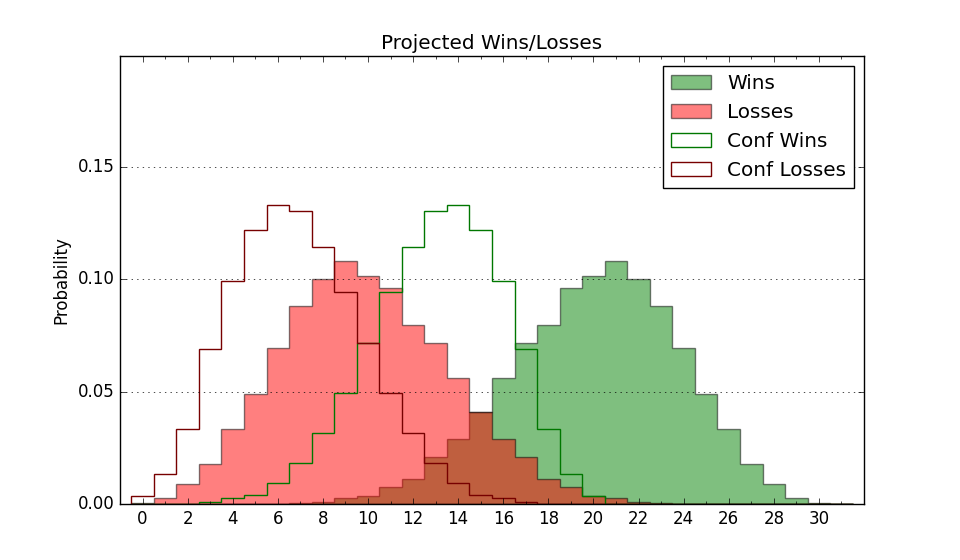 Projected Wins/Losses
Wins
Losses
Conf Wins
Conf Losses
Probability
0.15
0.10
0.05
0.00
0 2 4 6 8 10 12 14 16 18 20 22 24 26 28 30